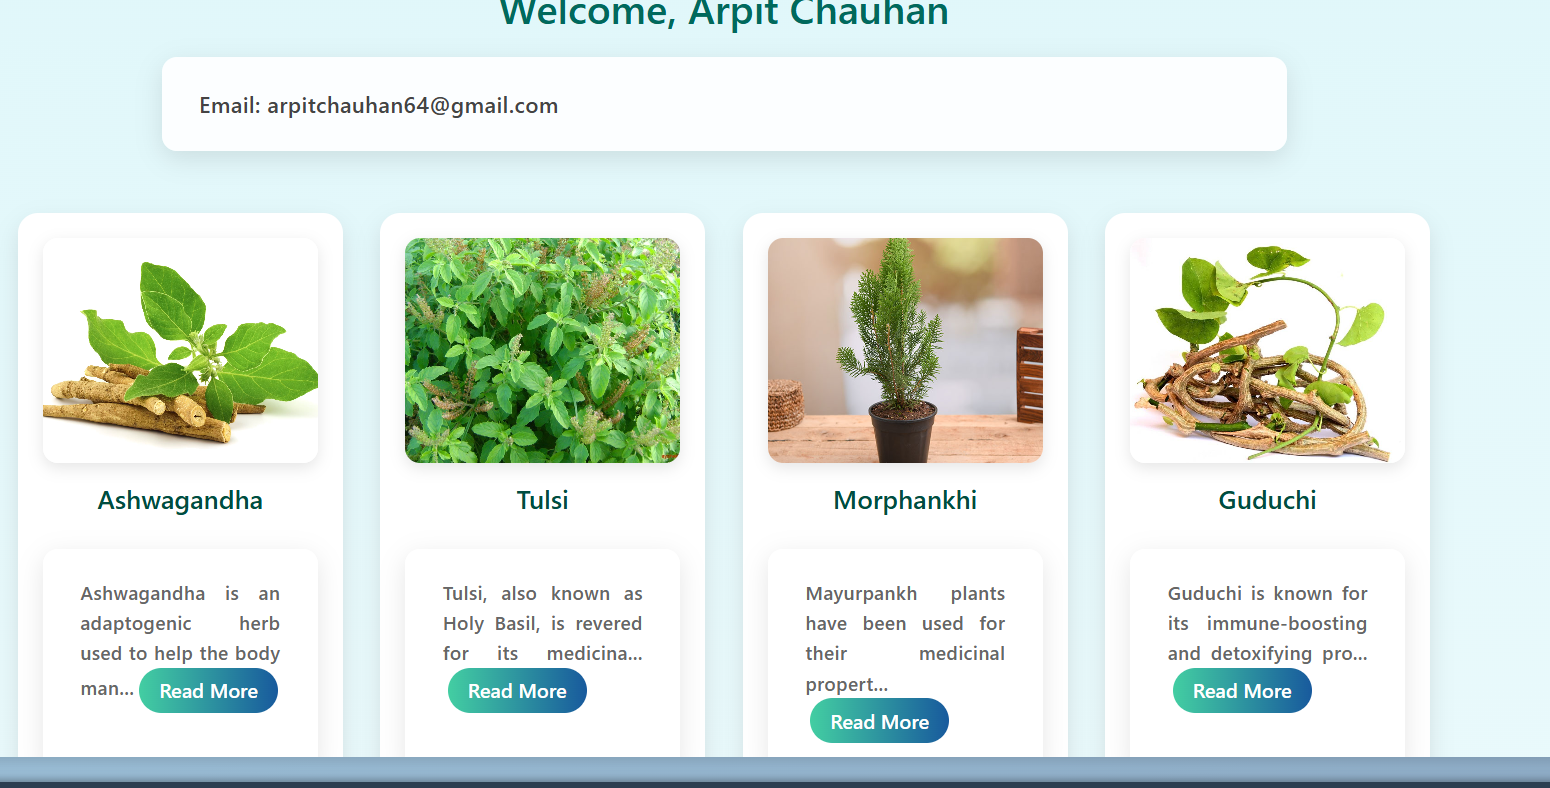 Welcome, Arpit Chauhan
Email: arpitchauhan64@gmail.com
Ashwagandha
Ashwagandha is an
adaptogenic herb
used to help the body
man... Read More
Tulsi
Tulsi, also known as
Holy Basil, is revered
for its medicina...
Read More
Morphankhi
Mayurpankh plants
have been used for
their medicinal
propert...
Read More
Guduchi
Guduchi is known for
its immune-boosting
and detoxifying pro...
Read More